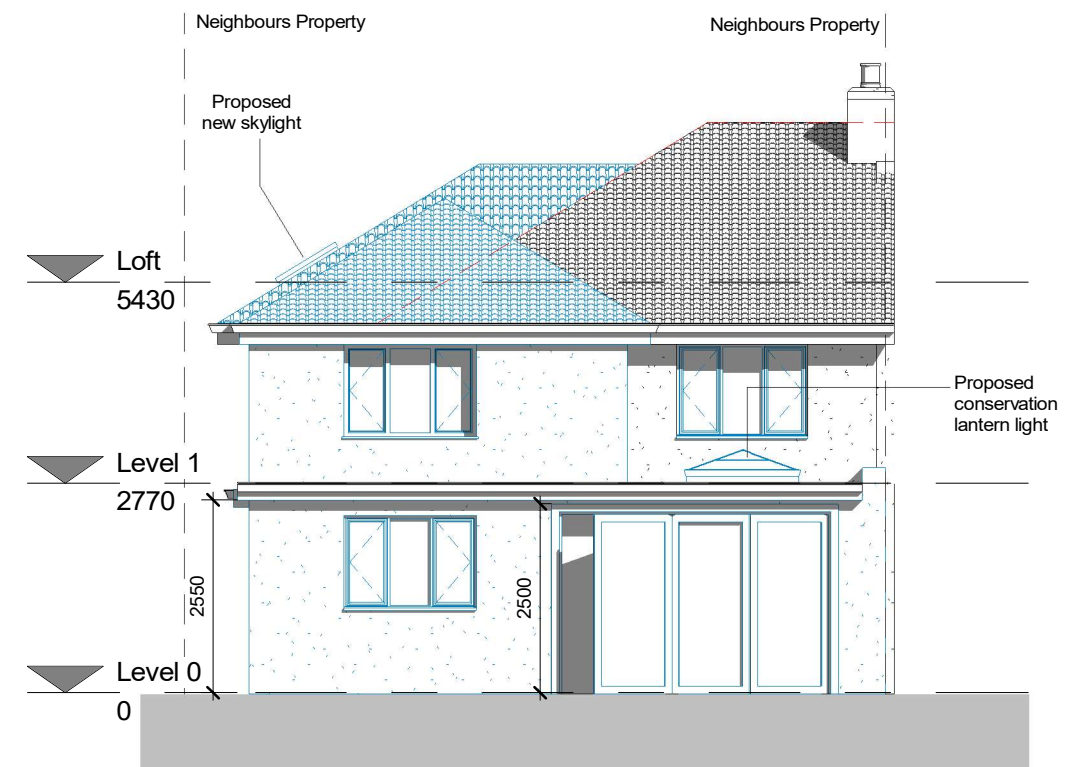 Neighbours Property
Neighbours Property
Proposed
new skylight
Loft
5430
Proposed
conservation
lantern light
Level 1
2770
2550
2500
Level 0
0